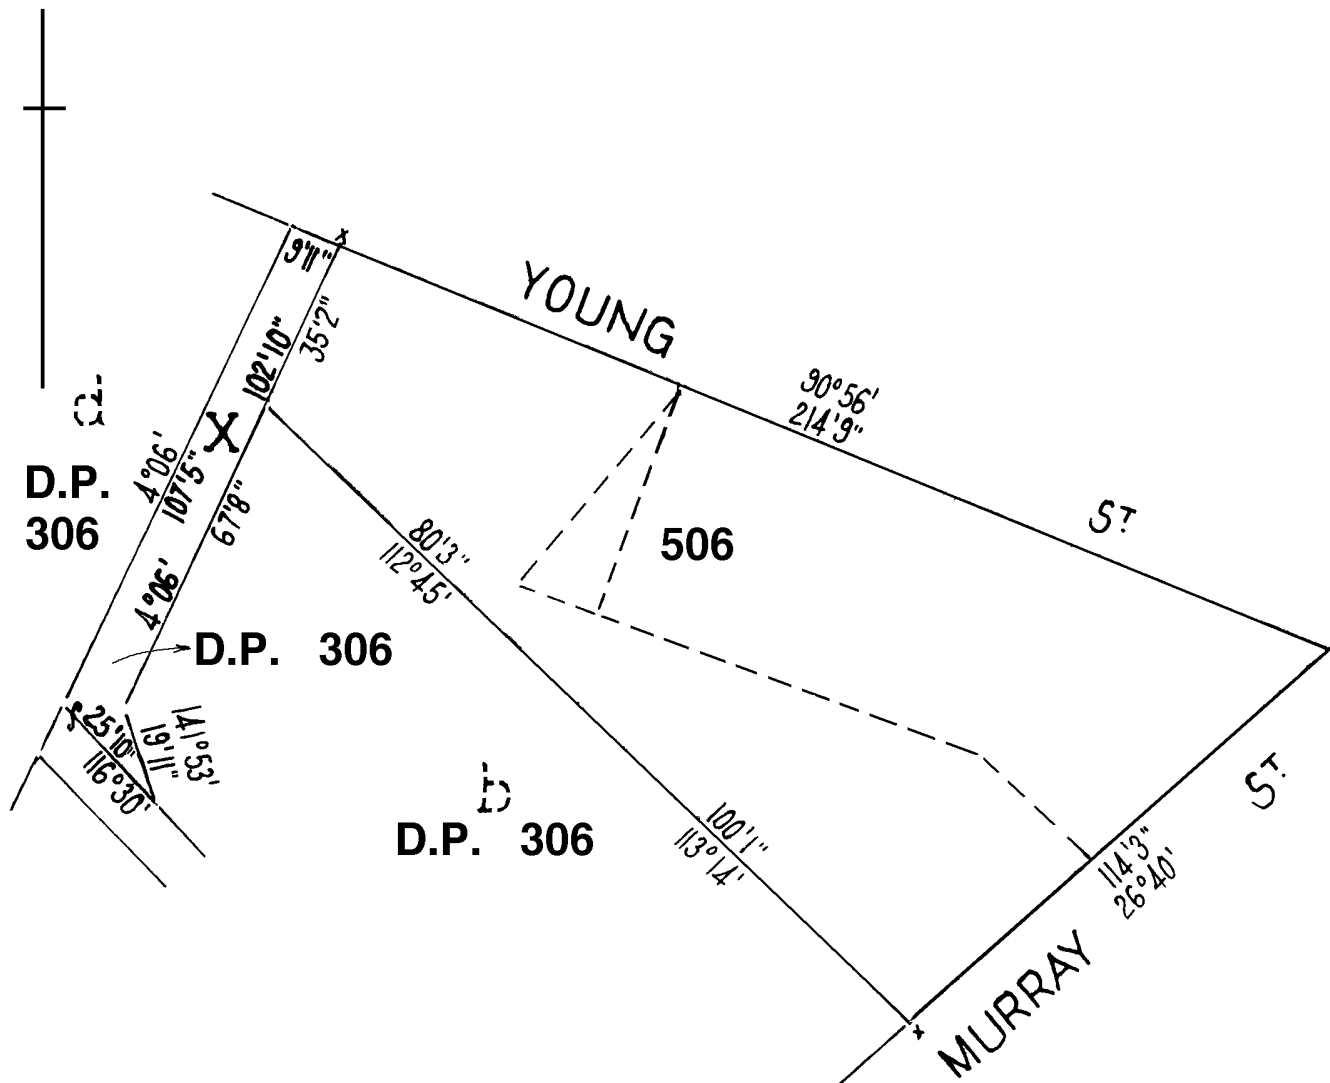 x
9'11"
YOUNG
35'2"
102'10"
90°56'
214'9"
a
X
4°06'
107'5"
D.P.
306
67'8"
ST
80'3"
112°45'
506
4°06'
D.P. 306
25'10"
116°30'
141°53'
19'11"
b
D.P. 306
ST
100'1"
113°14'
114'3"
26°40'
MURRAY
x